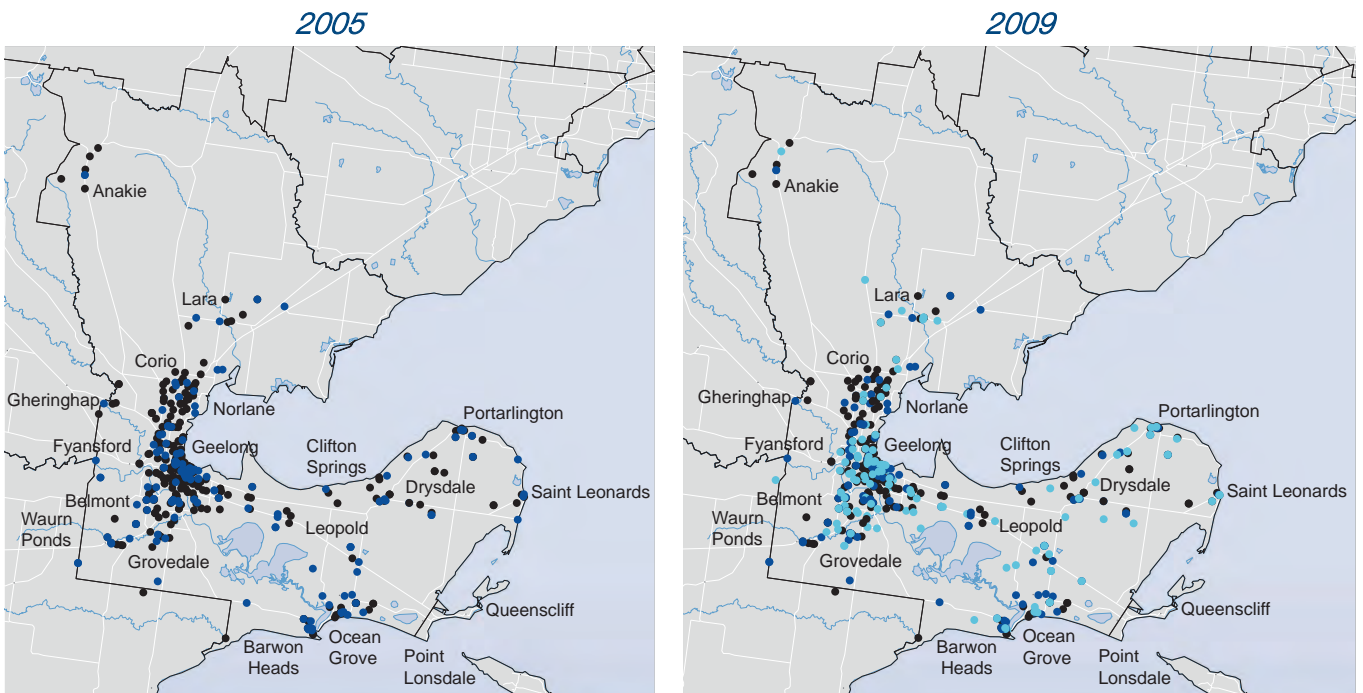 2005
Anakie
Lara
Corio
Gheringhap
Norlane
Portarlington
Fyansford
Geelong
Clifton
Springs
Drysdale
Saint Leonards
Belmont
Leopold
Waurn
Ponds
Grovedale
Queenscliff
Barwon
Heads
Ocean
Grove
Point
Lonsdale
2009
Anakie
Lara
Corio
Gheringhap
Norlane
Portarlington
Fyansford
Geelong
Clifton
Springs
Drysdale
Saint Leonards
Belmont
Leopold
Waurn
Ponds
Grovedale
Queenscliff
Barwon
Heads
Ocean
Grove
Point
Lonsdale